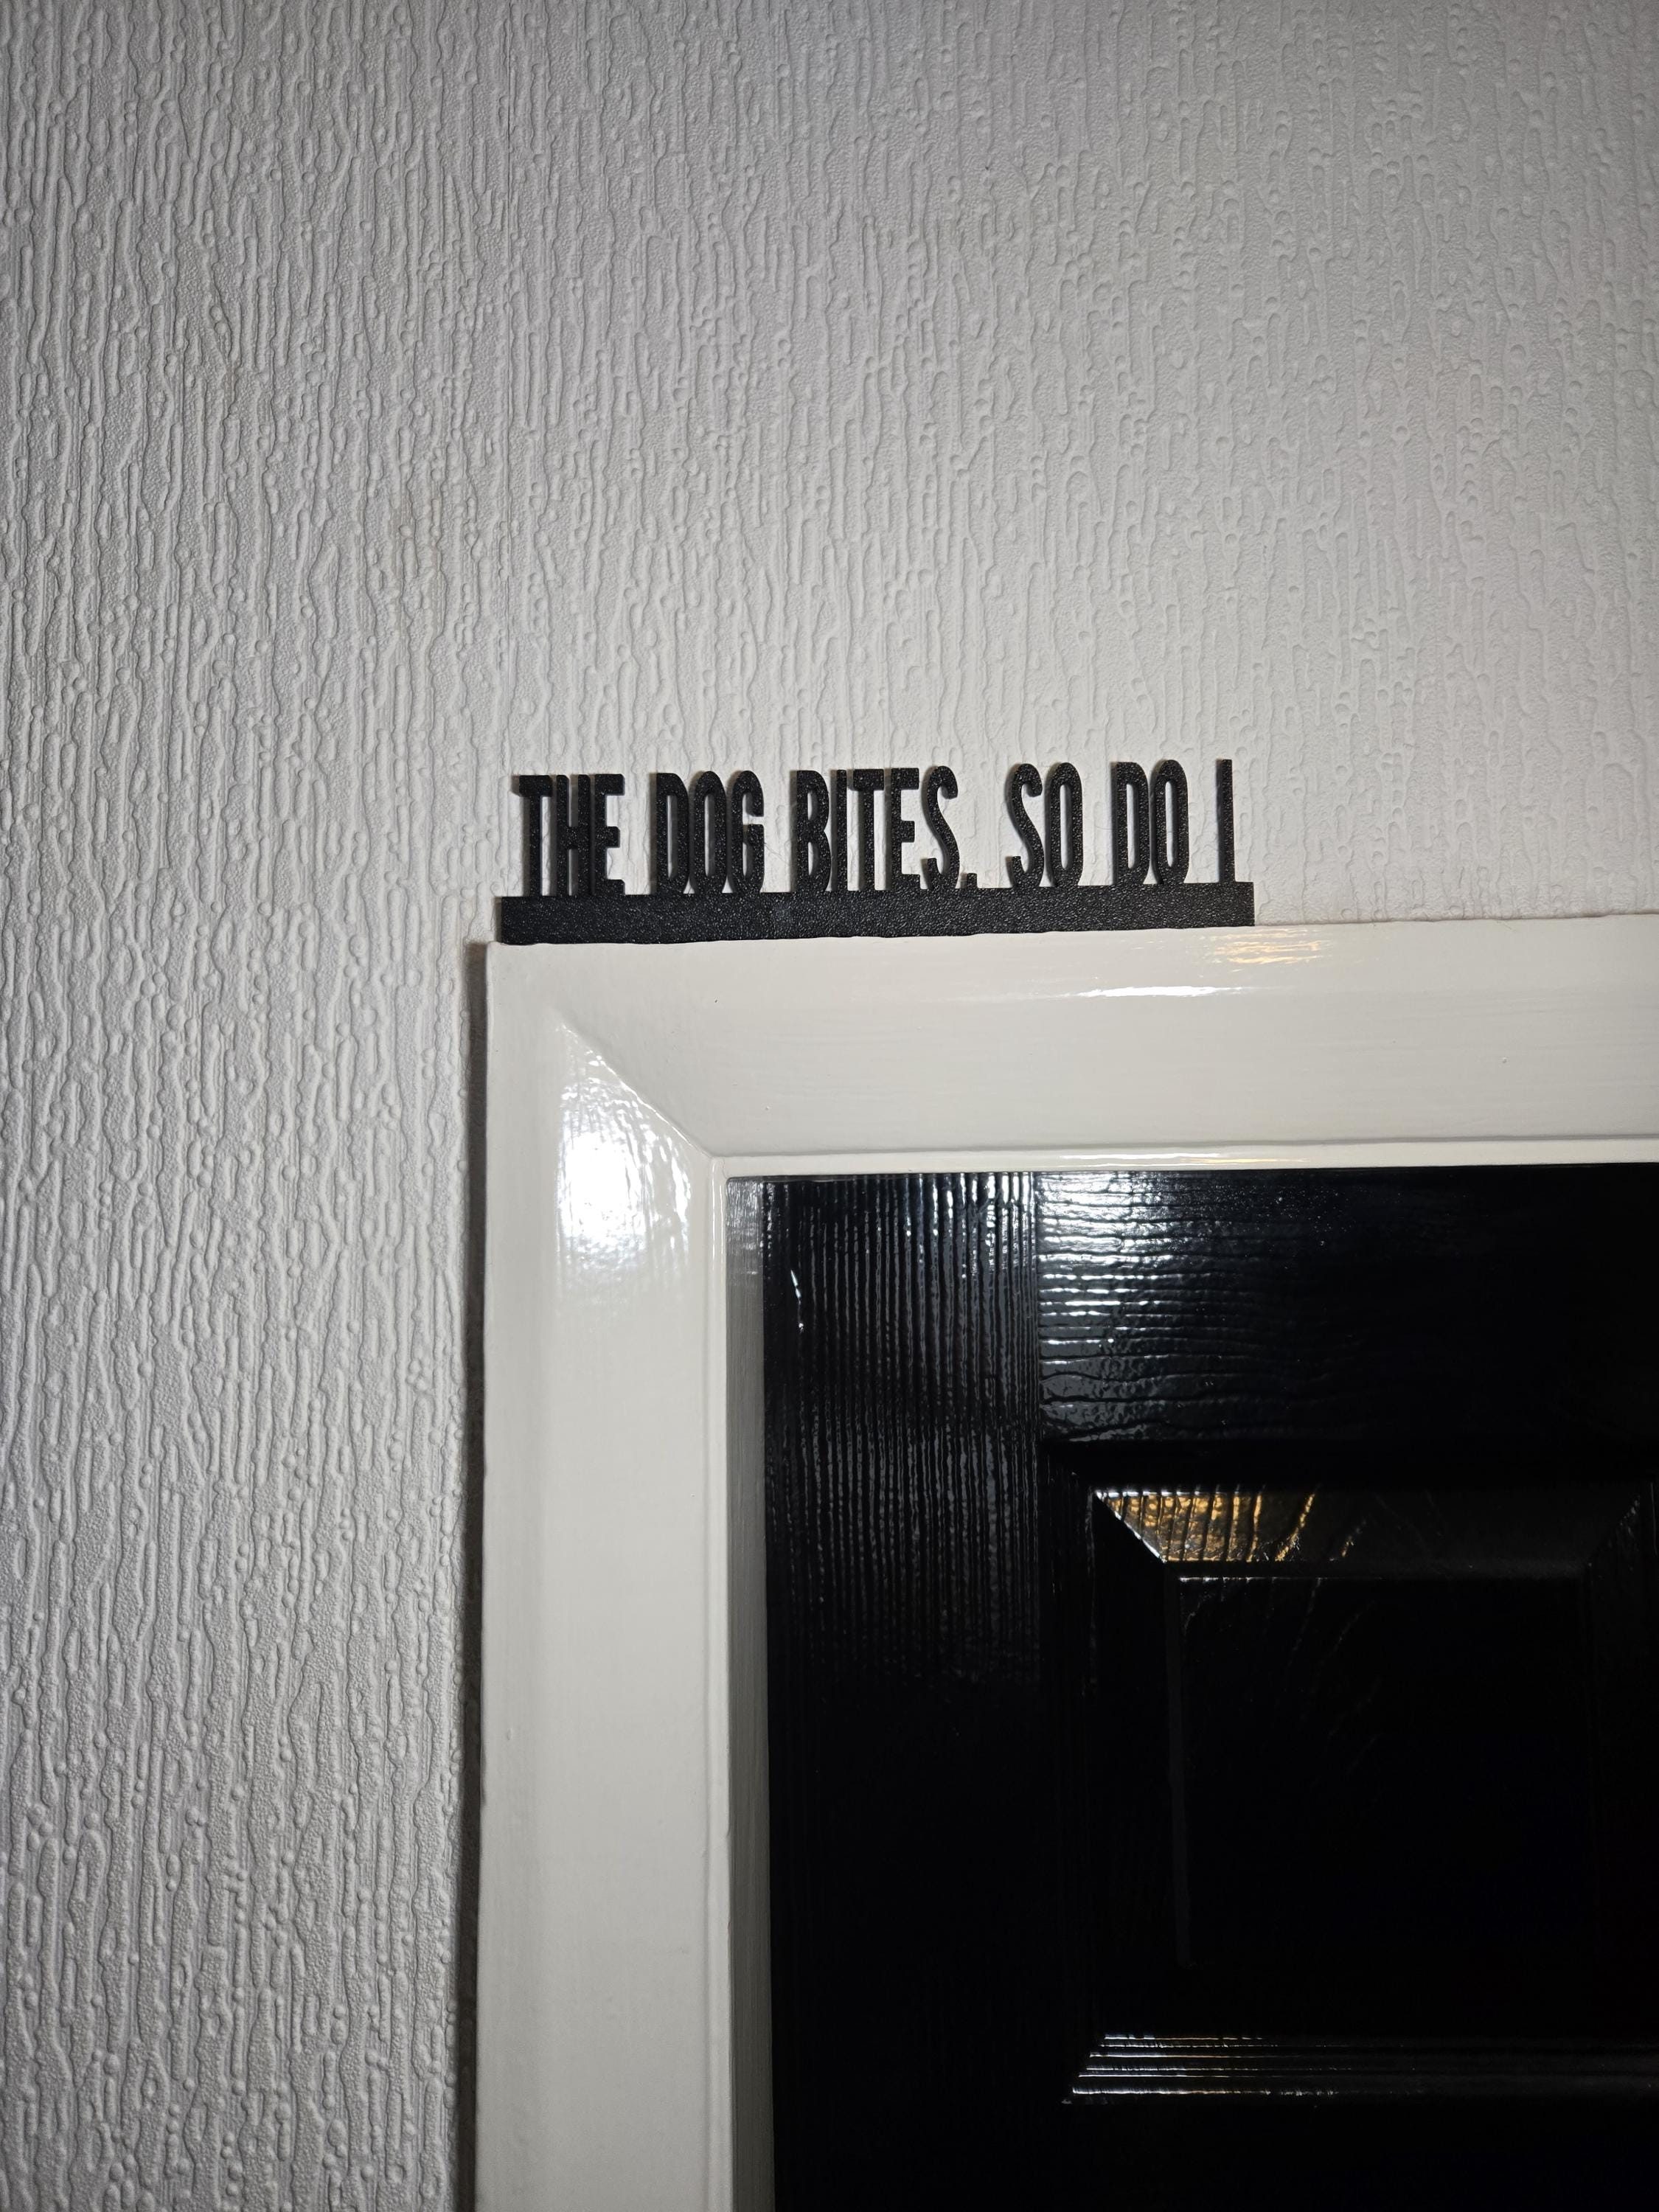 THE DOG BITES. SO DO I